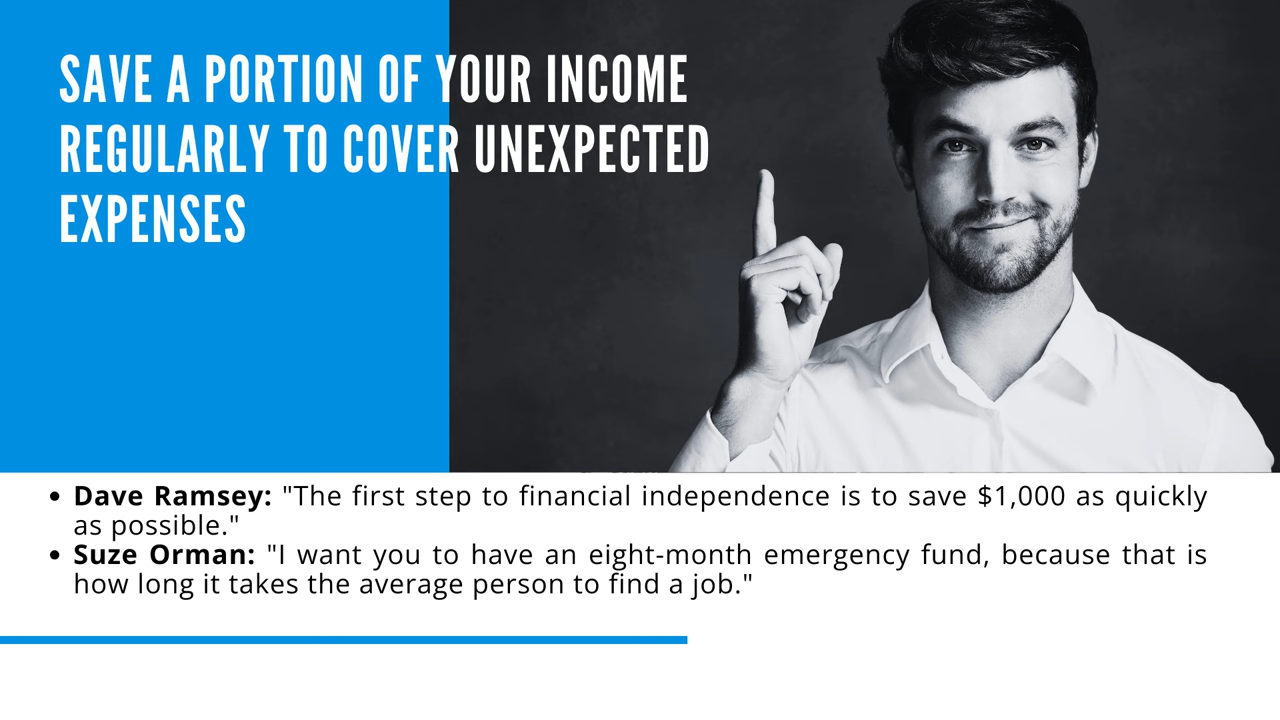 SAVE A PORTION OF YOUR INCOME
REGULARLY TO COVER UNEXPECTED
EXPENSES
• Dave Ramsey: "The first step to financial independence is to save $1,000 as quickly
as possible."
• Suze Orman: "I want you to have an eight-month emergency fund, because that is
how long it takes the average person to find a job."